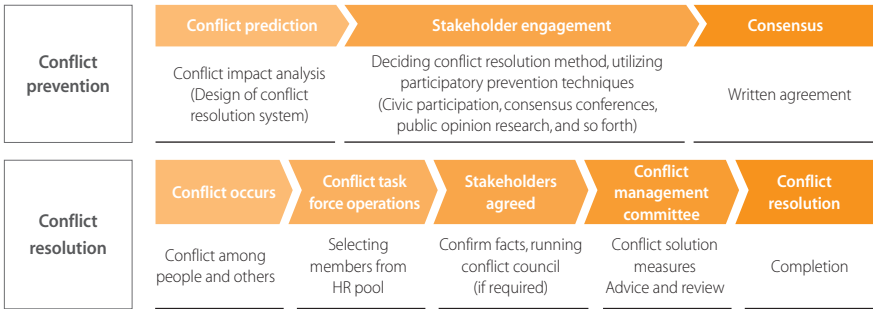 Conflict
prevention
Conflict prediction
Stakeholder engagement
Consensus
Conflict impact analysis
(Design of conflict
resolution system)
Deciding conflict resolution method, utilizing
participatory prevention techniques
(Civic participation, consensus conferences,
public opinion research, and so forth)
Written agreement
Conflict
resolution
Conflict occurs
Conflict task
force operations
Stakeholders
agreed
Conflict
management
committee
Conflict
resolution
Conflict among
people and others
Selecting
members from
HR pool
Confirm facts, running
conflict council
(if required)
Conflict solution
measures
Advice and review
Completion